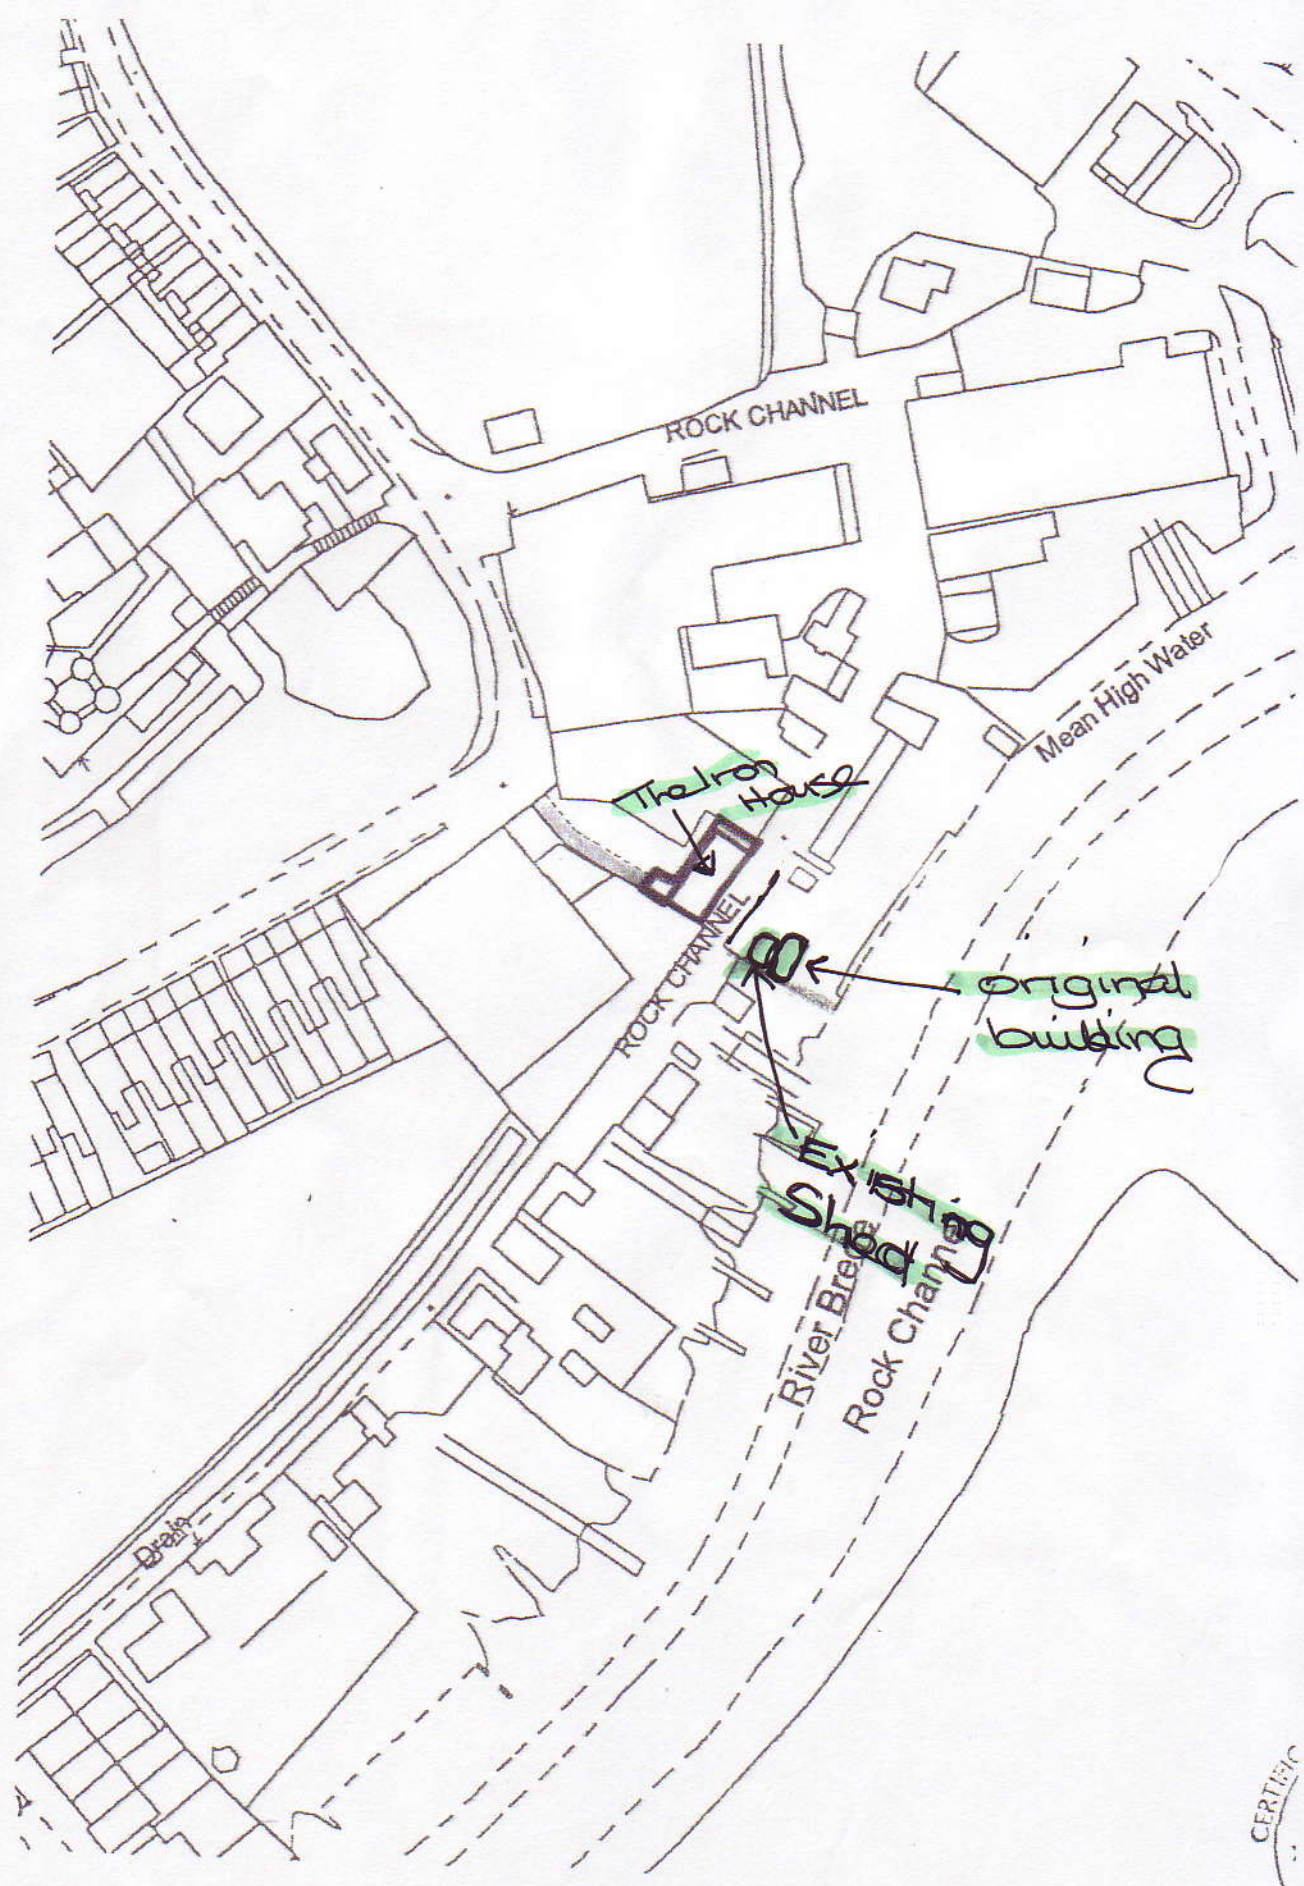 ROCK CHANNEL
Mean High Water
The Iron
House
ROCK CHANNEL
original
building
Existing
Shed
River Brede
Rock Channel
Drain